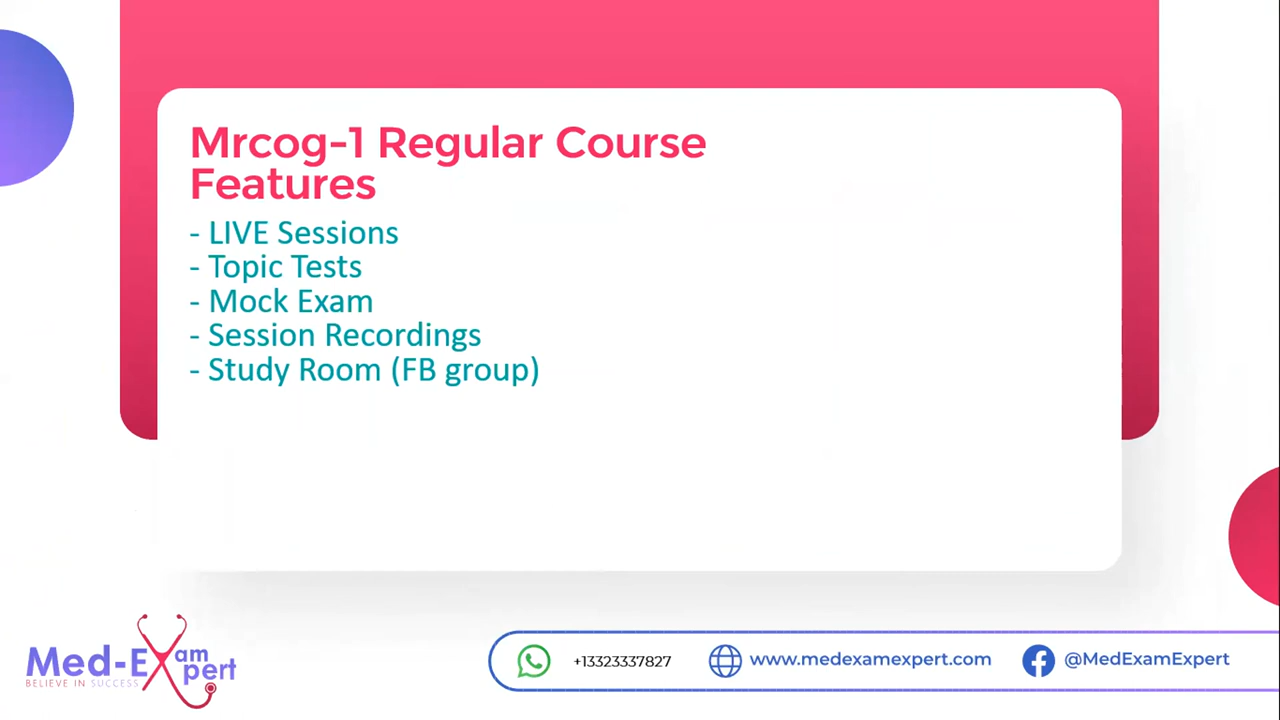 Mrcog-1 Regular Course
Features
- LIVE Sessions
- Topic Tests
- Mock Exam
- Session Recordings
- Study Room (FB group)
Med-Exam Expert
BELIEVE IN SUCCESS
+13323337827
www.medexamexpert.com
@MedExamExpert